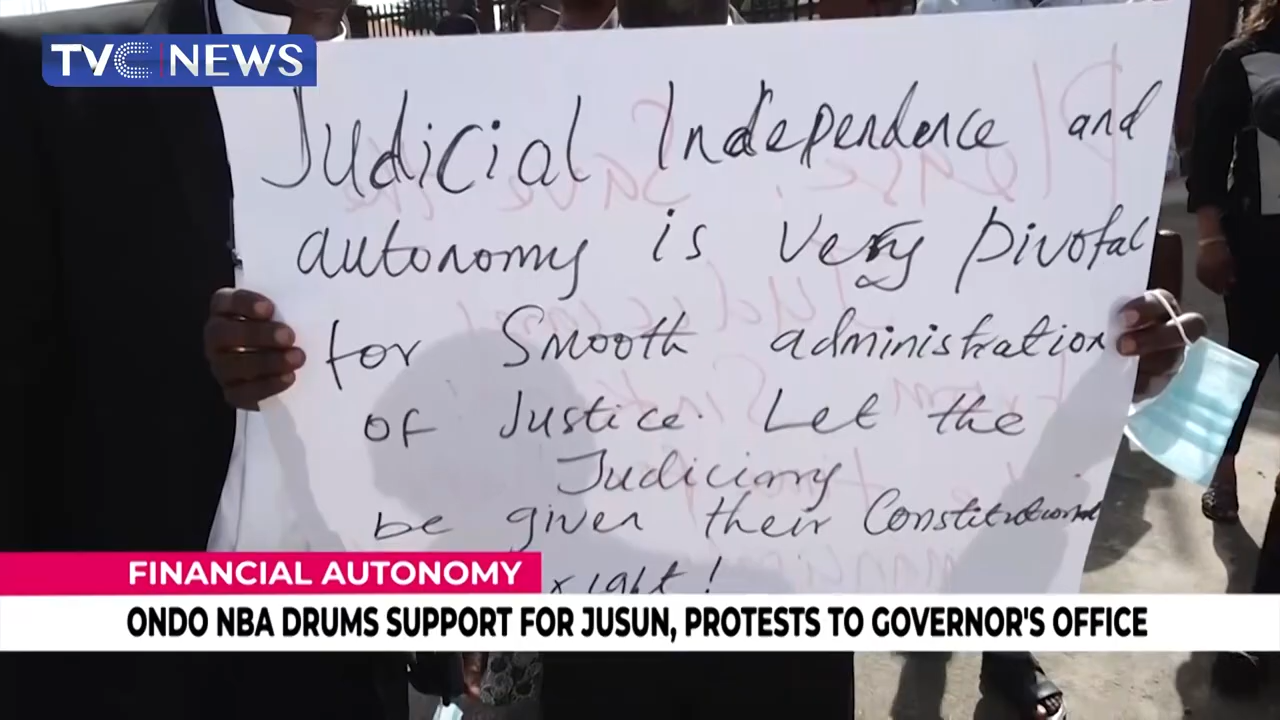 TVC NEWS
Judicial Independence and
autonomy is very pivotal
for Smooth administration
of Justice. Let the
Judiciary
be given their Constitutional
right!
FINANCIAL AUTONOMY
ONDO NBA DRUMS SUPPORT FOR JUSUN, PROTESTS TO GOVERNOR'S OFFICE